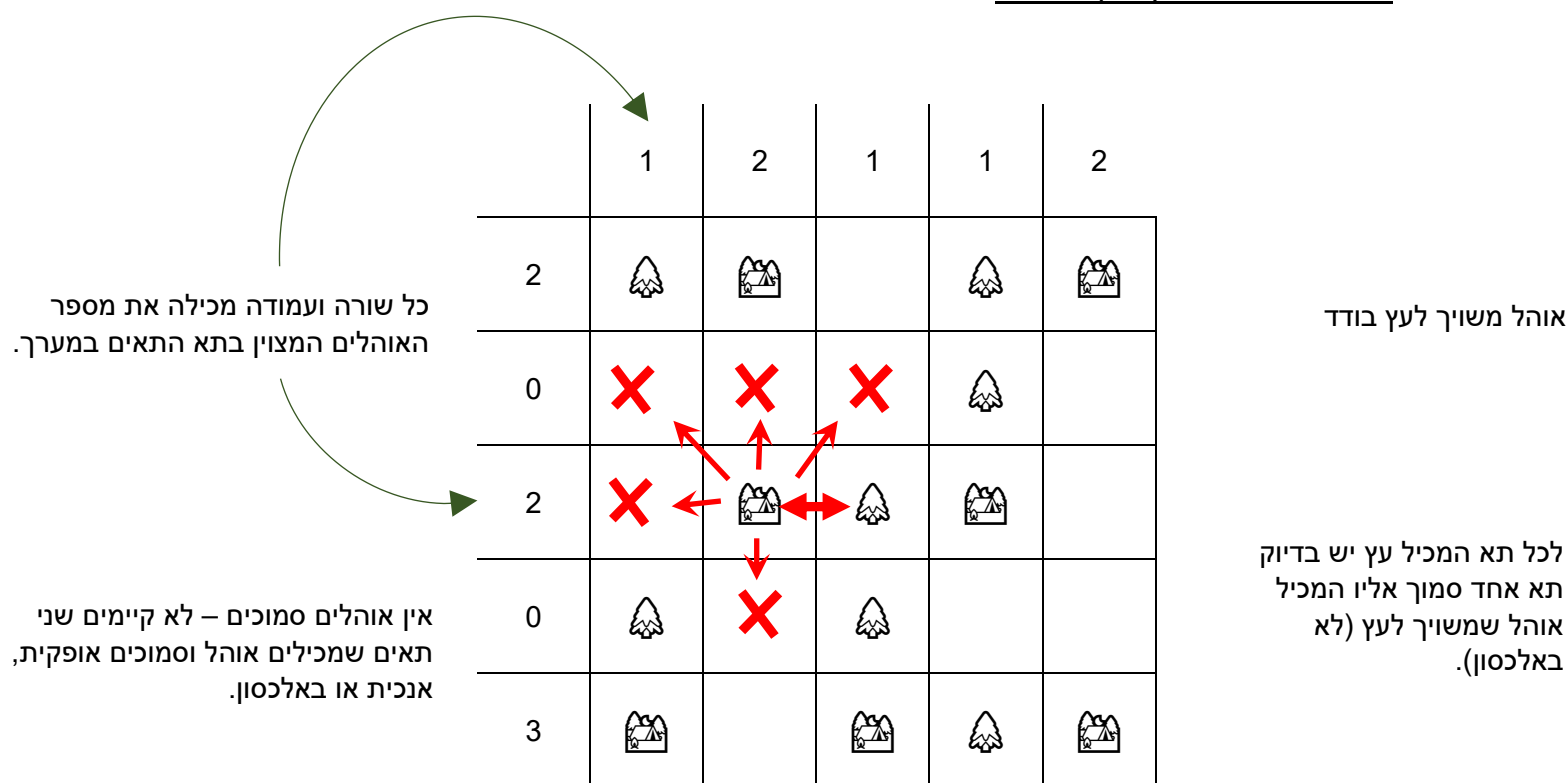 1 2 1 1 2
2
0
2
0
3
כל שורה ועמודה מכילה את מספר
האוהלים המצוין בתא התאים במערך.
אוהל משויך לעץ בודד
אין אוהלים סמוכים – לא קיימים שני
תאים שמכילים אוהל וסמוכים אופקית,
אנכית או באלכסון.
לכל תא המכיל עץ יש בדיוק
תא אחד סמוך אליו המכיל
אוהל שמשויך לעץ (לא
באלכסון).